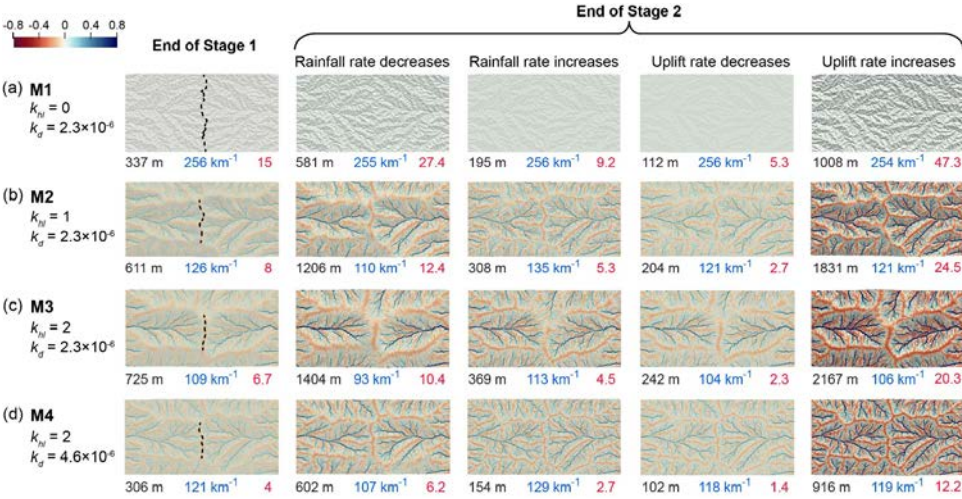 End of Stage 2
-0.8 -0.4 0 0.4 0.8
End of Stage 1
Rainfall rate decreases Rainfall rate increases Uplift rate decreases Uplift rate increases
(a) M1
k_hl = 0
k_d = 2.3×10⁻⁶
337 m 256 km⁻¹ 15 581 m 255 km⁻¹ 27.4 195 m 256 km⁻¹ 9.2 112 m 256 km⁻¹ 5.3 1008 m 254 km⁻¹ 47.3
(b) M2
k_hl = 1
k_d = 2.3×10⁻⁶
611 m 126 km⁻¹ 8 1206 m 110 km⁻¹ 12.4 308 m 135 km⁻¹ 5.3 204 m 121 km⁻¹ 2.7 1831 m 121 km⁻¹ 24.5
(c) M3
k_hl = 2
k_d = 2.3×10⁻⁶
725 m 109 km⁻¹ 6.7 1404 m 93 km⁻¹ 10.4 369 m 113 km⁻¹ 4.5 242 m 104 km⁻¹ 2.3 2167 m 106 km⁻¹ 20.3
(d) M4
k_hl = 2
k_d = 4.6×10⁻⁶
306 m 121 km⁻¹ 4 602 m 107 km⁻¹ 6.2 154 m 129 km⁻¹ 2.7 102 m 118 km⁻¹ 1.4 916 m 119 km⁻¹ 12.2